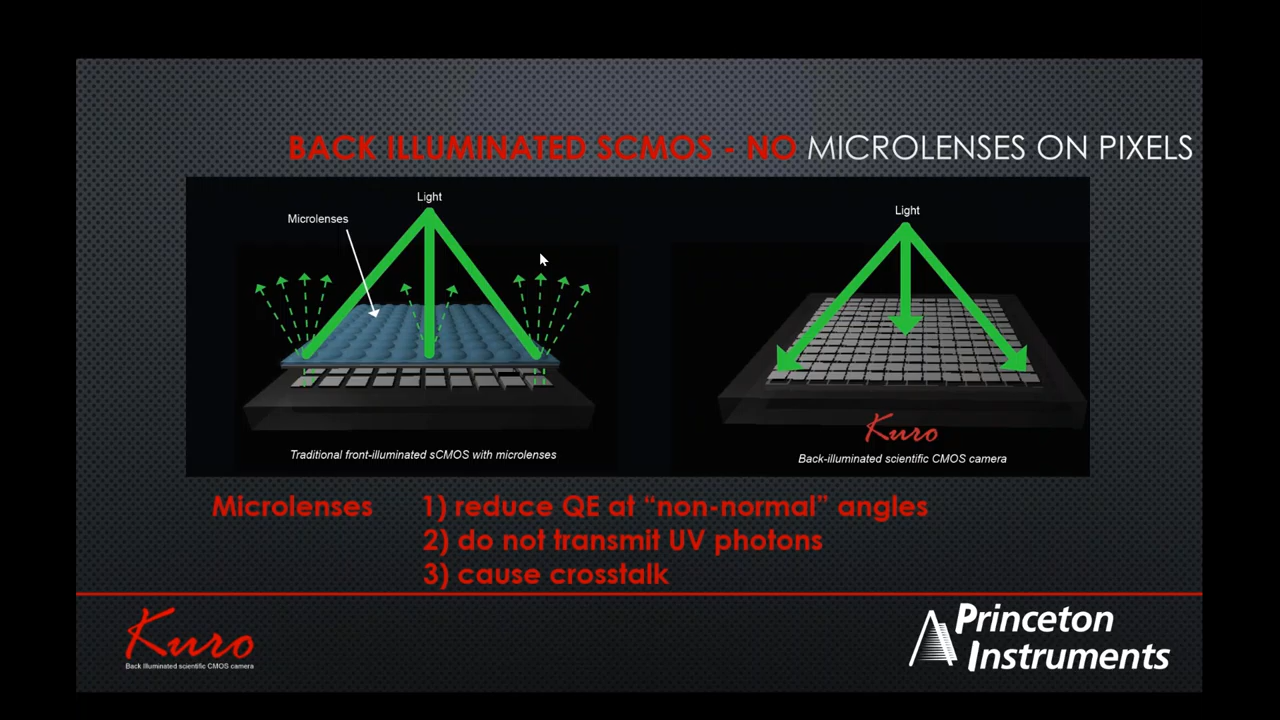 BACK ILLUMINATED SCMOS - NO MICROLENSES ON PIXELS
Light
Microlenses
Traditional front-illuminated sCMOS with microlenses
Light
Kuro
Back-illuminated scientific CMOS camera
Microlenses 1) reduce QE at “non-normal” angles
2) do not transmit UV photons
3) cause crosstalk
Kuro
Back Illuminated scientific CMOS camera
Princeton
Instruments